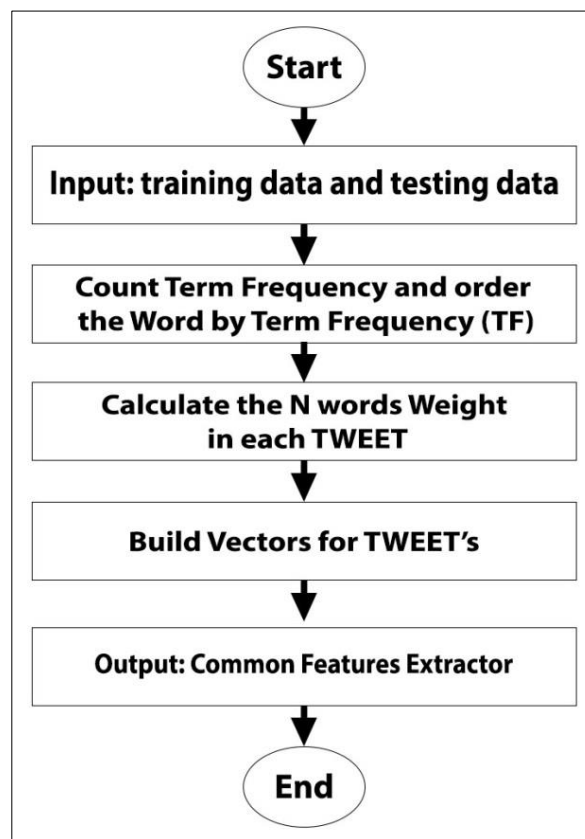 Start
Input: training data and testing data
Count Term Frequency and order
the Word by Term Frequency (TF)
Calculate the N words Weight
in each TWEET
Build Vectors for TWEET's
Output: Common Features Extractor
End